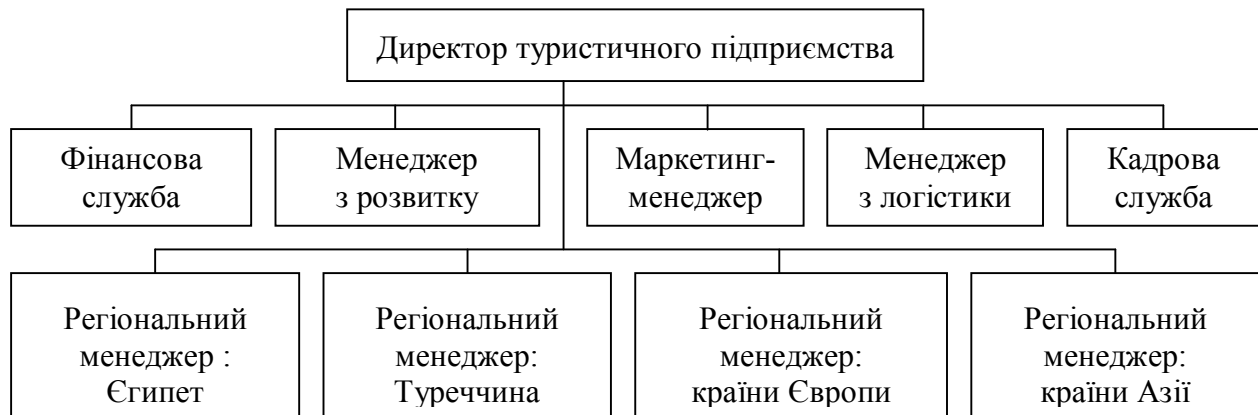 Директор туристичного підприємства
Фінансова
служба
Менеджер
з розвитку
Маркетинг-
менеджер
Менеджер
з логістики
Кадрова
служба
Регіональний
менеджер :
Єгипет
Регіональний
менеджер:
Туреччина
Регіональний
менеджер:
країни Європи
Регіональний
менеджер:
країни Азії